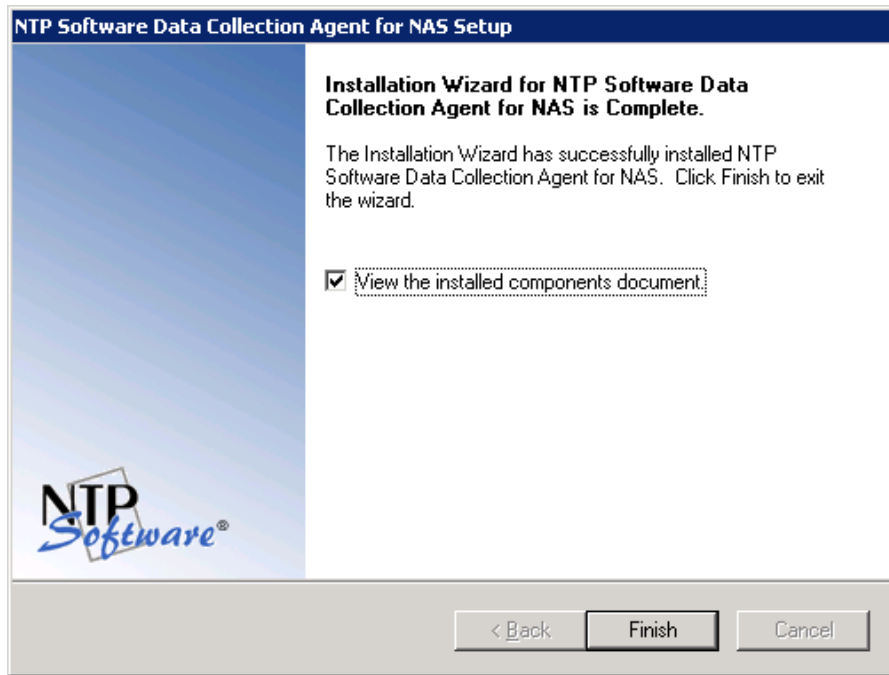 NTP Software Data Collection Agent for NAS Setup
Installation Wizard for NTP Software Data
Collection Agent for NAS is Complete.
The Installation Wizard has successfully installed NTP
Software Data Collection Agent for NAS.  Click Finish to exit
the wizard.
View the installed components document.
NTP
Software®
< Back
Finish
Cancel